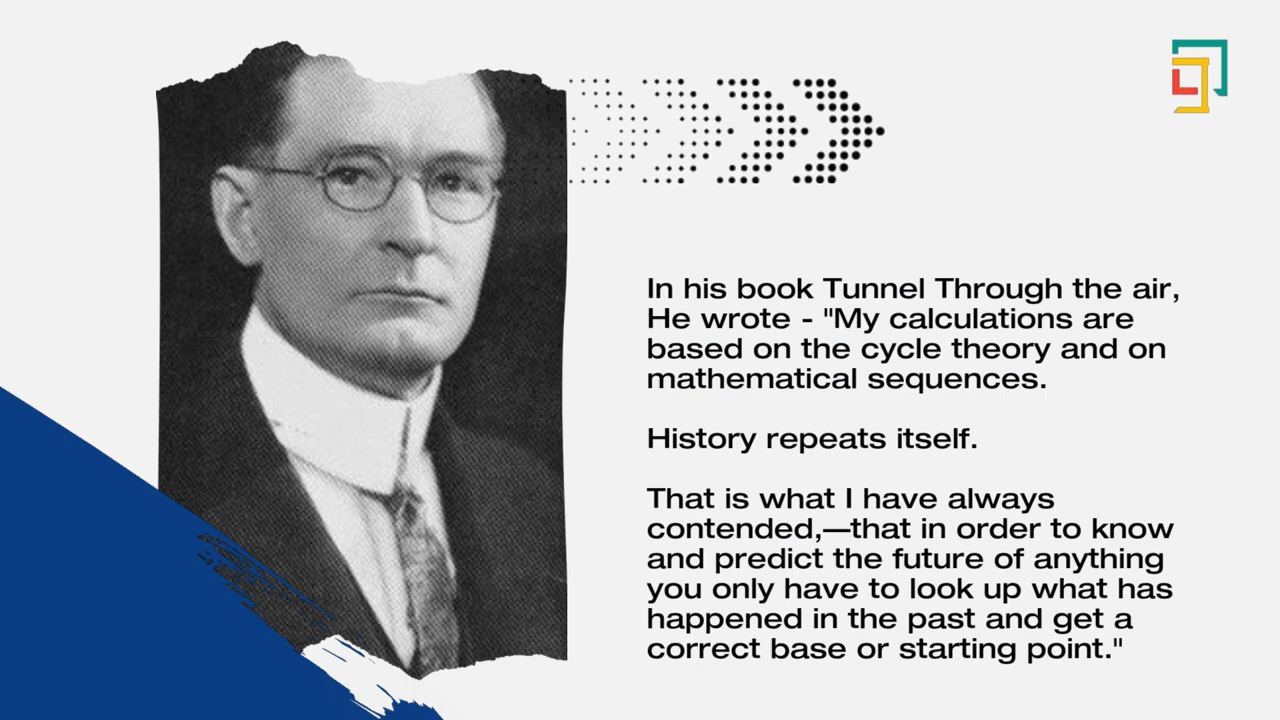 In his book Tunnel Through the air,
He wrote - "My calculations are
based on the cycle theory and on
mathematical sequences.
History repeats itself.
That is what I have always
contended,—that in order to know
and predict the future of anything
you only have to look up what has
happened in the past and get a
correct base or starting point."